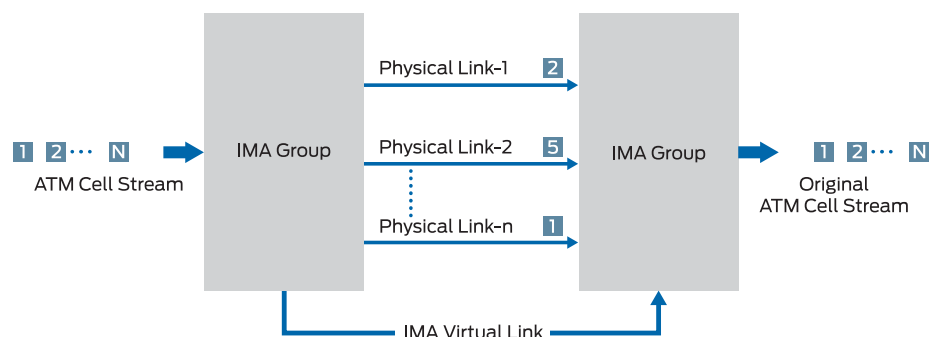 Physical Link-1 2
1 2... N
ATM Cell Stream
IMA Group
Physical Link-2 5
IMA Group
1 2... N
Original
ATM Cell Stream
Physical Link-n 1
IMA Virtual Link